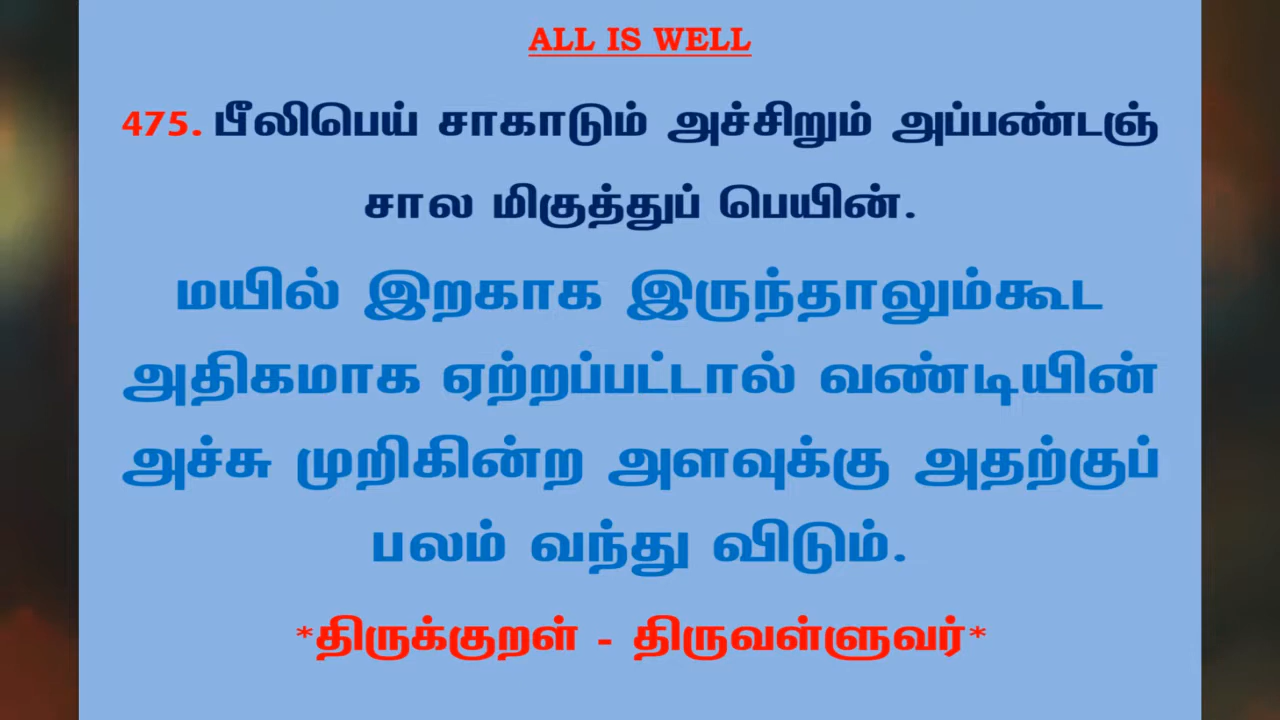 ALL IS WELL
475. பீலிபெய் சாகாடும் அச்சிறும் அப்பண்டஞ்
சால மிகுத்துப் பெயின்.
மயில் இறகாக இருந்தாலும்கூட
அதிகமாக ஏற்றப்பட்டால் வண்டியின்
அச்சு முறிகின்ற அளவுக்கு அதற்குப்
பலம் வந்து விடும்.
*திருக்குறள் - திருவள்ளுவர்*